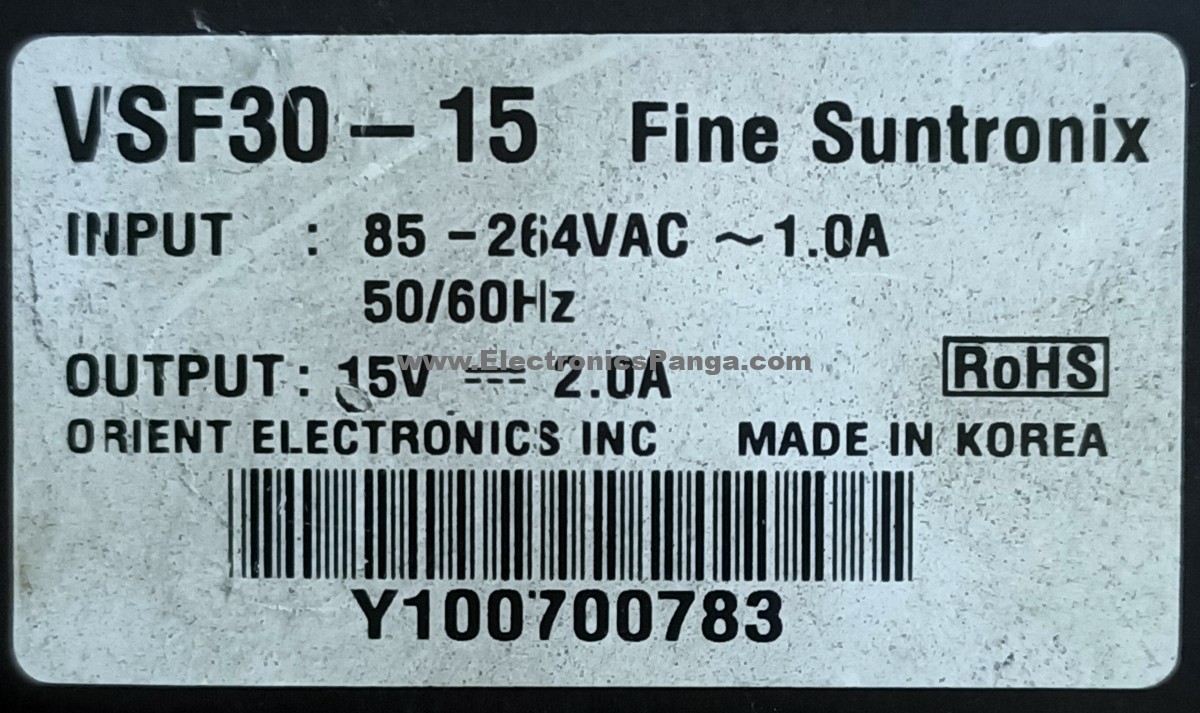 VSF30-15 Fine Suntronix
INPUT : 85-264VAC ~1.0A
50/60Hz
www.ElectronicsPanga.com
OUTPUT: 15V ⎓ 2.0A
RoHS
ORIENT ELECTRONICS INC MADE IN KOREA
Y100700783